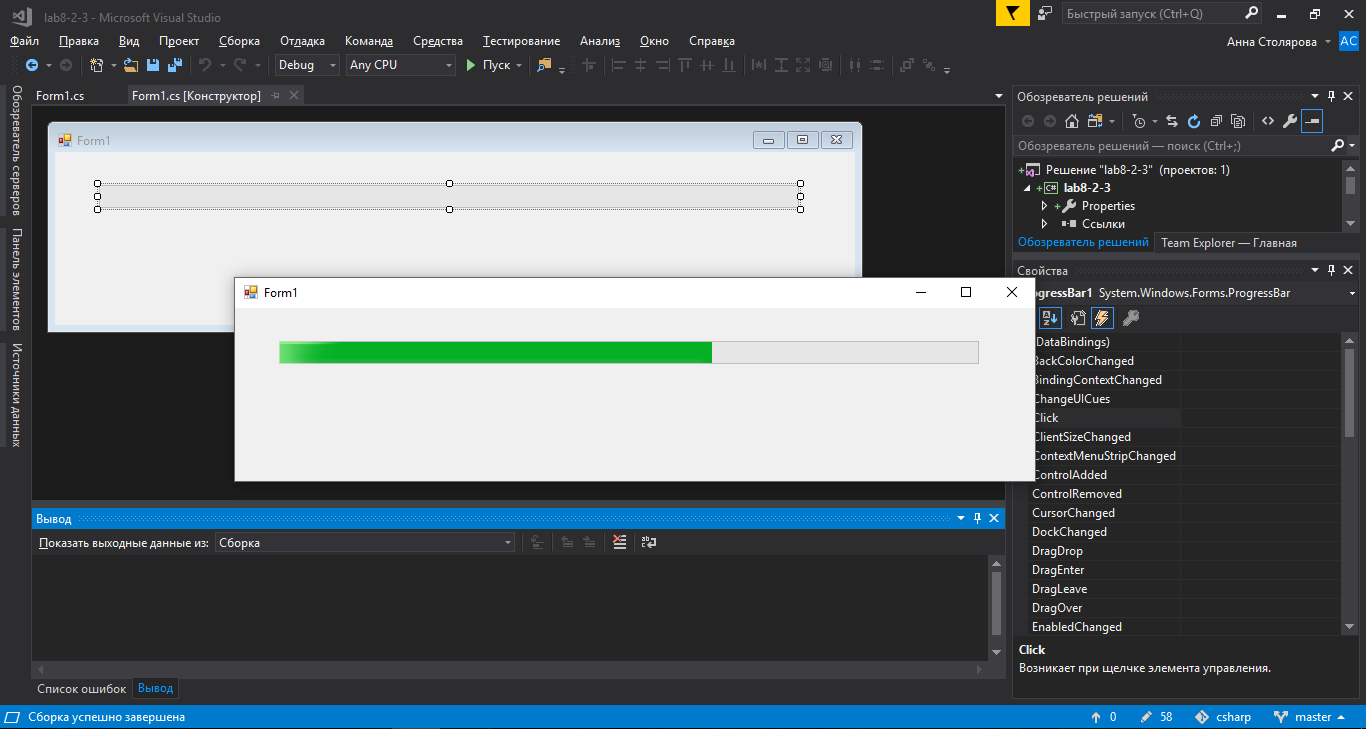 lab8-2-3 - Microsoft Visual Studio
Быстрый запуск (Ctrl+Q)
Файл Правка Вид Проект Сборка Отладка Команда Средства Тестирование Анализ Окно Справка
Анна Столярова AC
Debug Any CPU Пуск
Обозреватель серверов
Панель элементов
Источники данных
Form1.cs Form1.cs [Конструктор]
Form1
Form1
Обозреватель решений
Обозреватель решений — поиск (Ctrl+;)
Решение "lab8-2-3" (проектов: 1)
C# lab8-2-3
Properties
Ссылки
Обозреватель решений Team Explorer — Главная
Свойства
ogressBar1 System.Windows.Forms.ProgressBar
DataBindings)
BackColorChanged
BindingContextChanged
ChangeUICues
Click
ClientSizeChanged
ContextMenuStripChanged
ControlAdded
ControlRemoved
CursorChanged
DockChanged
DragDrop
DragEnter
DragLeave
DragOver
EnabledChanged
Click
Возникает при щелчке элемента управления.
Вывод
Показать выходные данные из: Сборка
Список ошибок Вывод
Сборка успешно завершена
0 58 csharp master